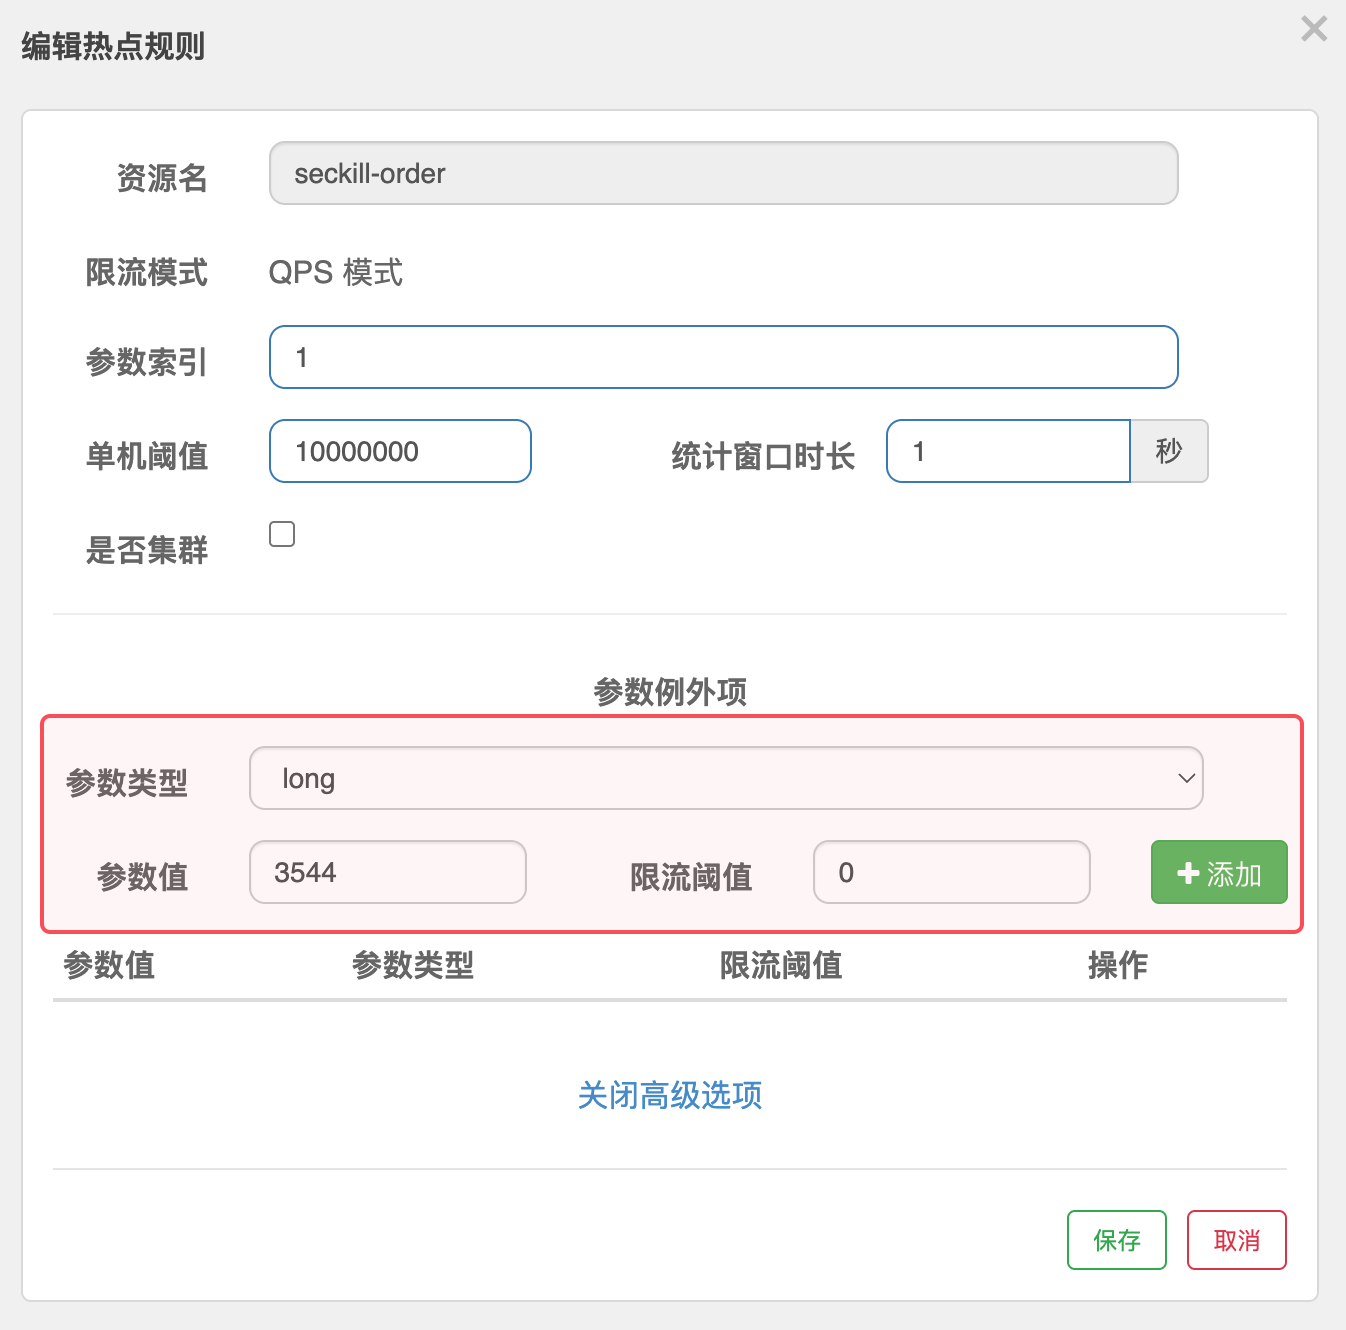 编辑热点规则
资源名 seckill-order
限流模式 QPS 模式
参数索引 1
单机阈值 10000000 统计窗口时长 1 秒
是否集群
参数例外项
参数类型 long
参数值 3544 限流阈值 0 添加
参数值 参数类型 限流阈值 操作
关闭高级选项
保存 取消